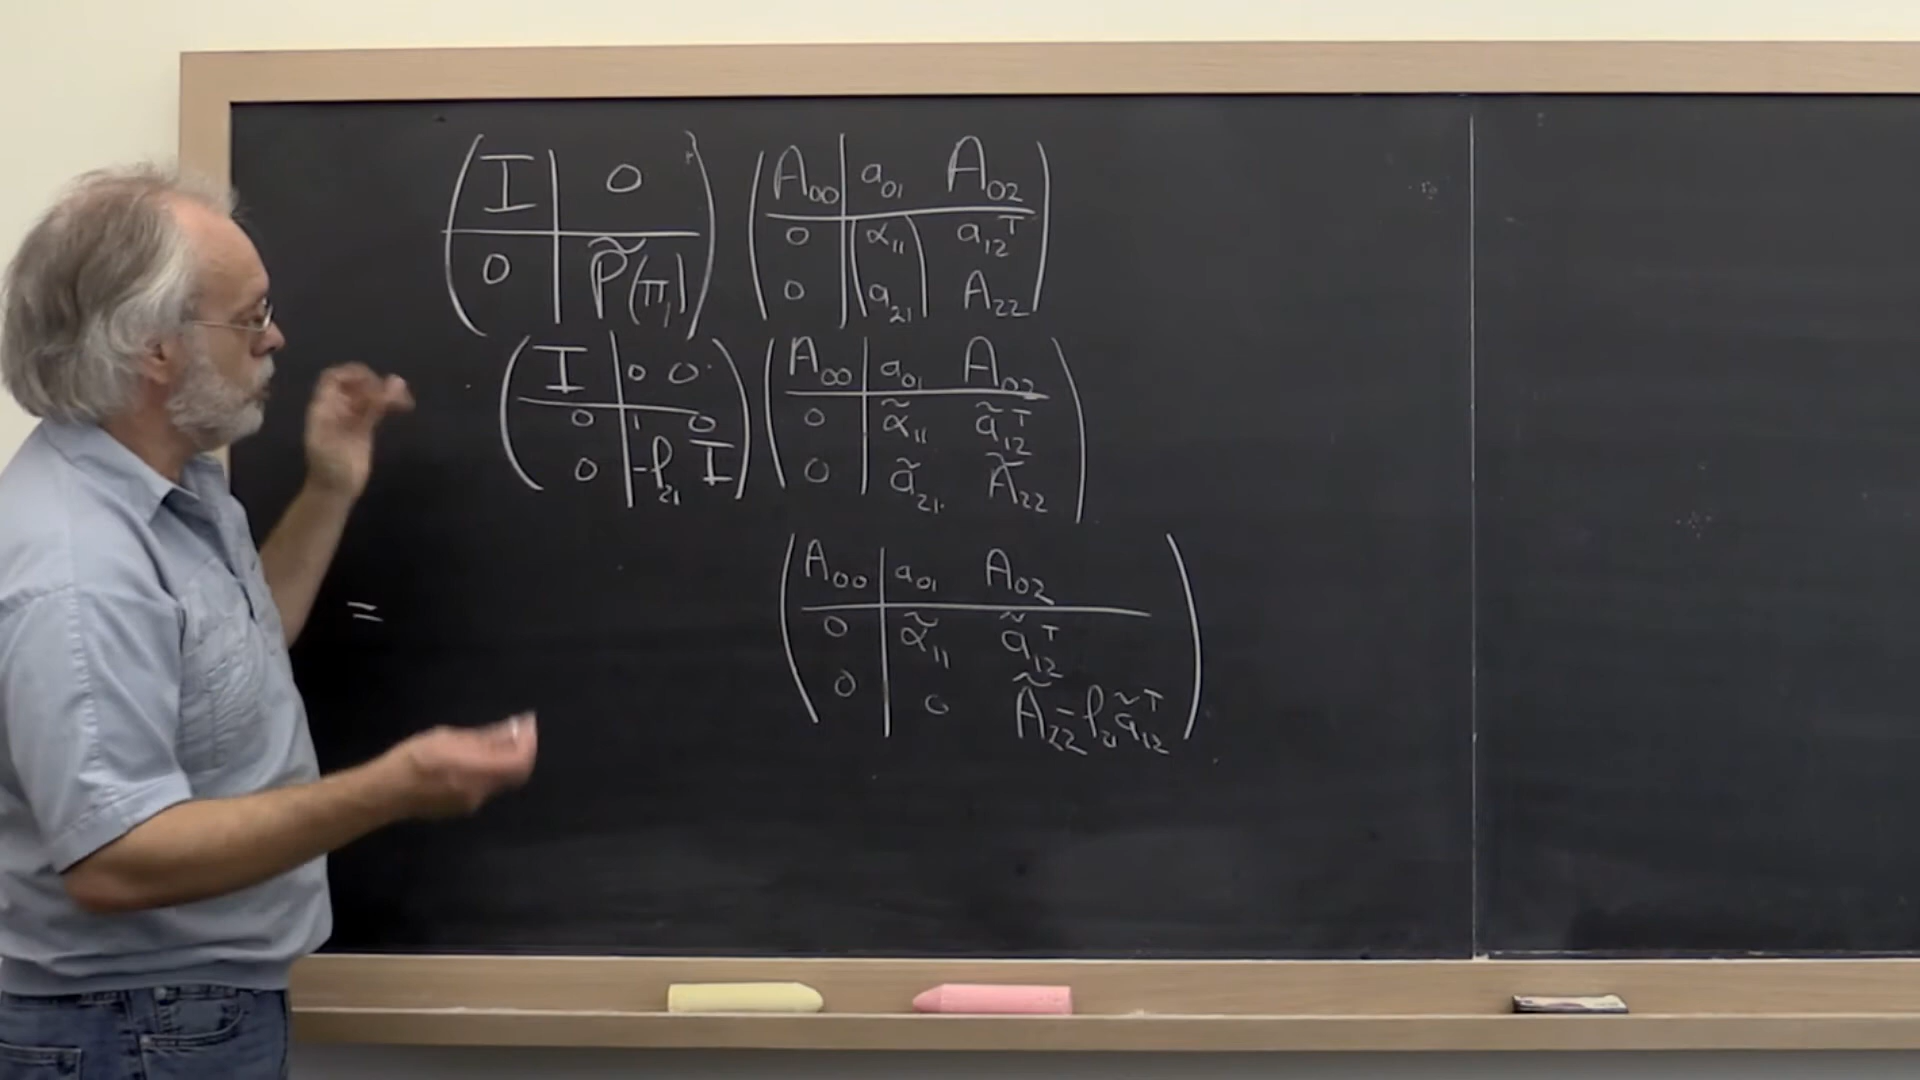 I 0 A₀₀ a₀₁ A₀₂
0 P̃(π₁) 0 α₁₁ a₁₂ᵀ
0 a₂₁ A₂₂
I 0 0 A₀₀ a₀₁ A₀₂
0 1 0 0 α̃₁₁ ã₁₂ᵀ
0 -l₂₁ I 0 ã₂₁ Ã₂₂
A₀₀ a₀₁ A₀₂
= 0 α̃₁₁ ã₁₂ᵀ
0 0 Ã₂₂-l₂₁ã₁₂ᵀ